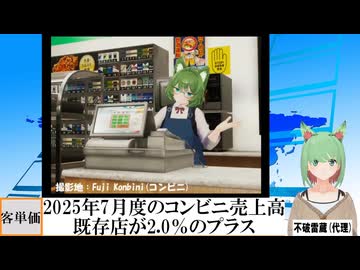 撮影地：Fuji Konbini(コンビニ)
客単価
2025年7月度のコンビニ売上高
既存店が2.0％のプラス
不破雷蔵(代理)